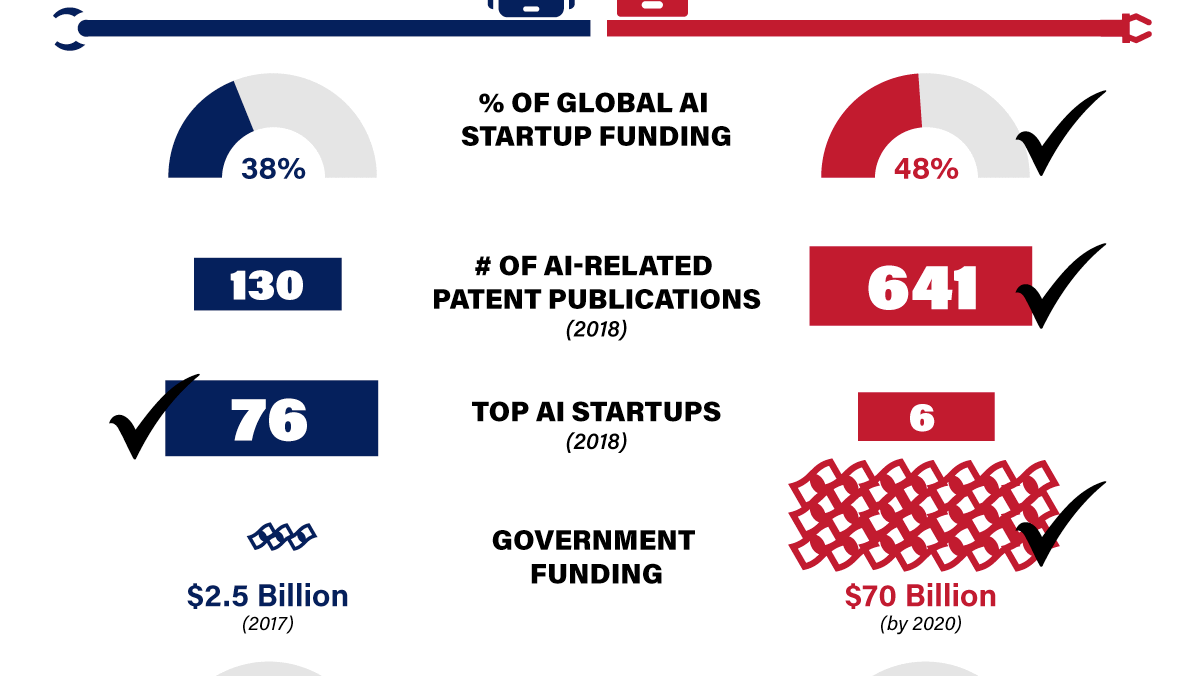 % OF GLOBAL AI
STARTUP FUNDING
38%
48%
# OF AI-RELATED
PATENT PUBLICATIONS
(2018)
130
641
TOP AI STARTUPS
(2018)
76
6
GOVERNMENT
FUNDING
$2.5 Billion
(2017)
$70 Billion
(by 2020)